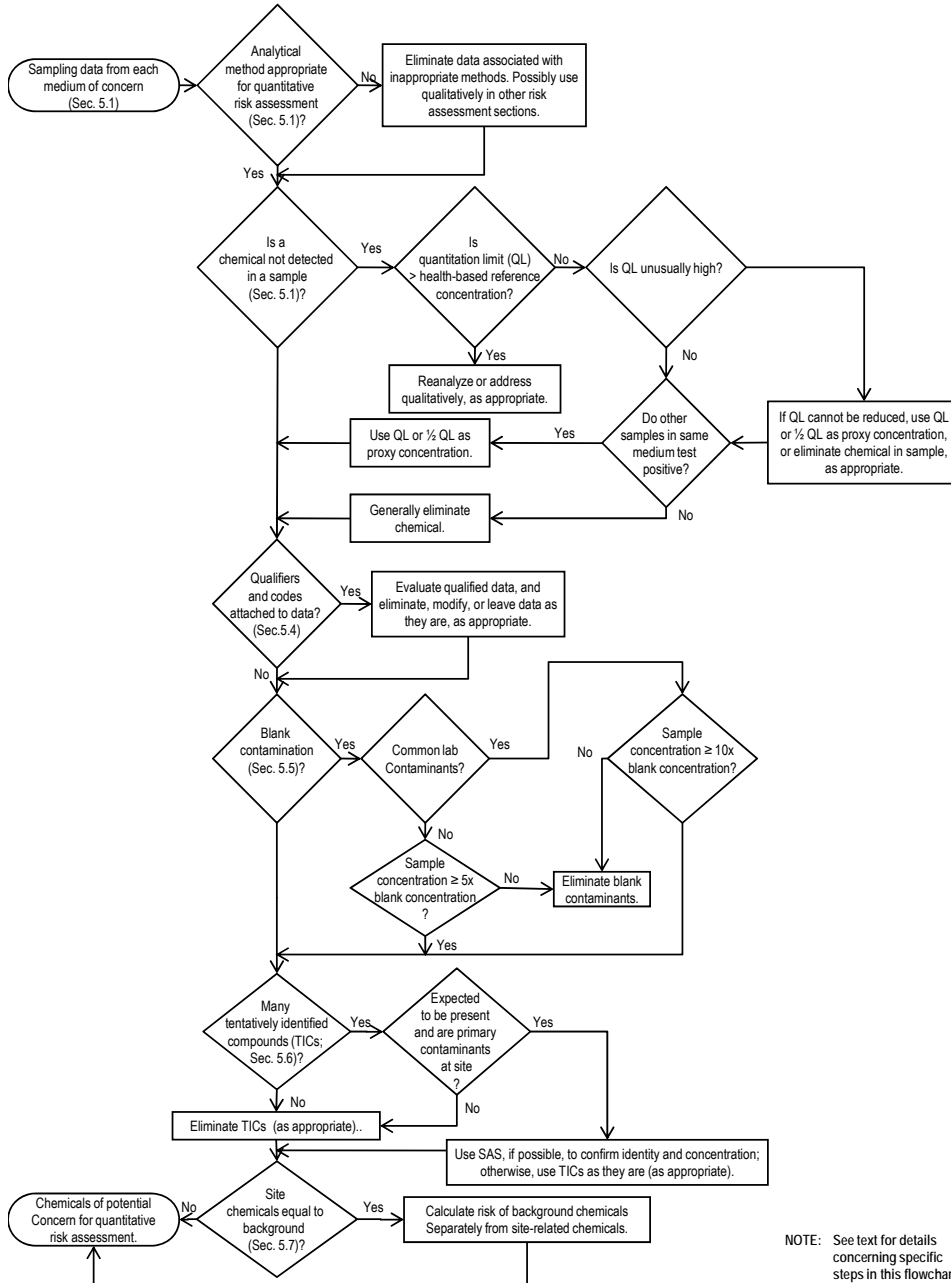 Sampling data from each
medium of concern
(Sec. 5.1)
Analytical
method appropriate
for quantitative
risk assessment
(Sec. 5.1)?
No
Eliminate data associated with
inappropriate methods. Possibly use
qualitatively in other risk
assessment sections.
Yes
Is a
chemical not detected
in a sample
(Sec. 5.1)?
Yes
Is
quantitation limit (QL)
> health-based reference
concentration?
No
Is QL unusually high?
Yes
Reanalyze or address
qualitatively, as appropriate.
No
If QL cannot be reduced, use QL
or ½ QL as proxy concentration,
or eliminate chemical in sample,
as appropriate.
Do other
samples in same
medium test
positive?
Yes
Use QL or ½ QL as
proxy concentration.
No
Generally eliminate
chemical.
Qualifiers
and codes
attached to data?
(Sec.5.4)
Yes
Evaluate qualified data, and
eliminate, modify, or leave data as
they are, as appropriate.
No
Blank
contamination
(Sec. 5.5)?
Yes
Common lab
Contaminants?
Yes
Sample
concentration ≥ 10x
blank concentration?
No
No
Sample
concentration ≥ 5x
blank concentration
?
No
Eliminate blank
contaminants.
Yes
Many
tentatively identified
compounds (TICs;
Sec. 5.6)?
Yes
Expected
to be present
and are primary
contaminants
at site
?
Yes
No
No
Eliminate TICs (as appropriate)..
Use SAS, if possible, to confirm identity and concentration;
otherwise, use TICs as they are (as appropriate).
Site
chemicals equal to
background
(Sec. 5.7)?
No
Chemicals of potential
Concern for quantitative
risk assessment.
Yes
Calculate risk of background chemicals
Separately from site-related chemicals.
NOTE: See text for details
concerning specific
steps in this flowchar